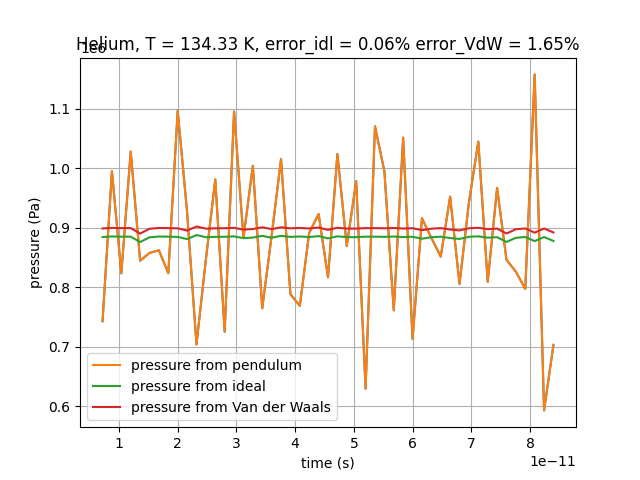 Helium, T = 134.33 K, error_idl = 0.06% error_VdW = 1.65%
1e6
1.1
1.0
0.9
0.8
0.7
0.6
pressure (Pa)
pressure from pendulum
pressure from ideal
pressure from Van der Waals
1 2 3 4 5 6 7 8
1e−11
time (s)